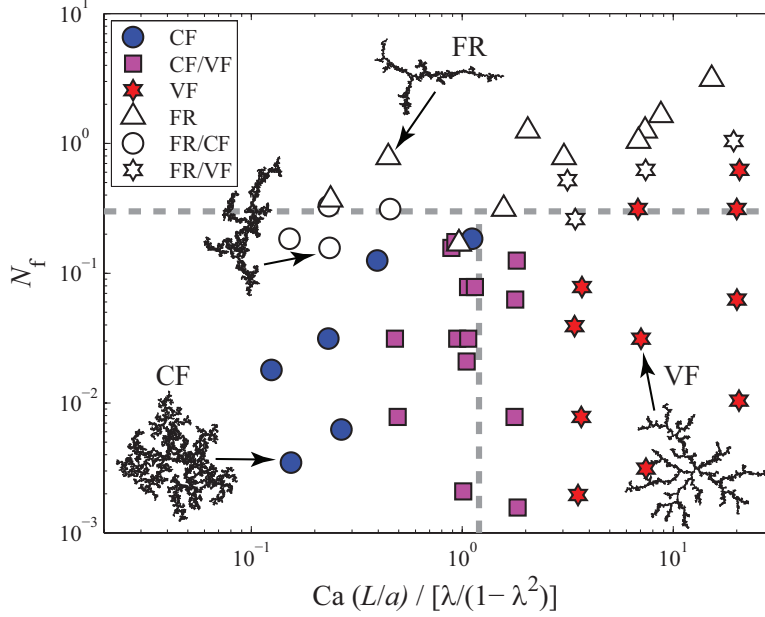 CF
CF/VF
VF
FR
FR/CF
FR/VF
FR
CF
VF
10^1
10^0
10^-1
10^-2
10^-3
N_f
10^-1
10^0
10^1
Ca (L/a) / [λ/(1− λ^2)]